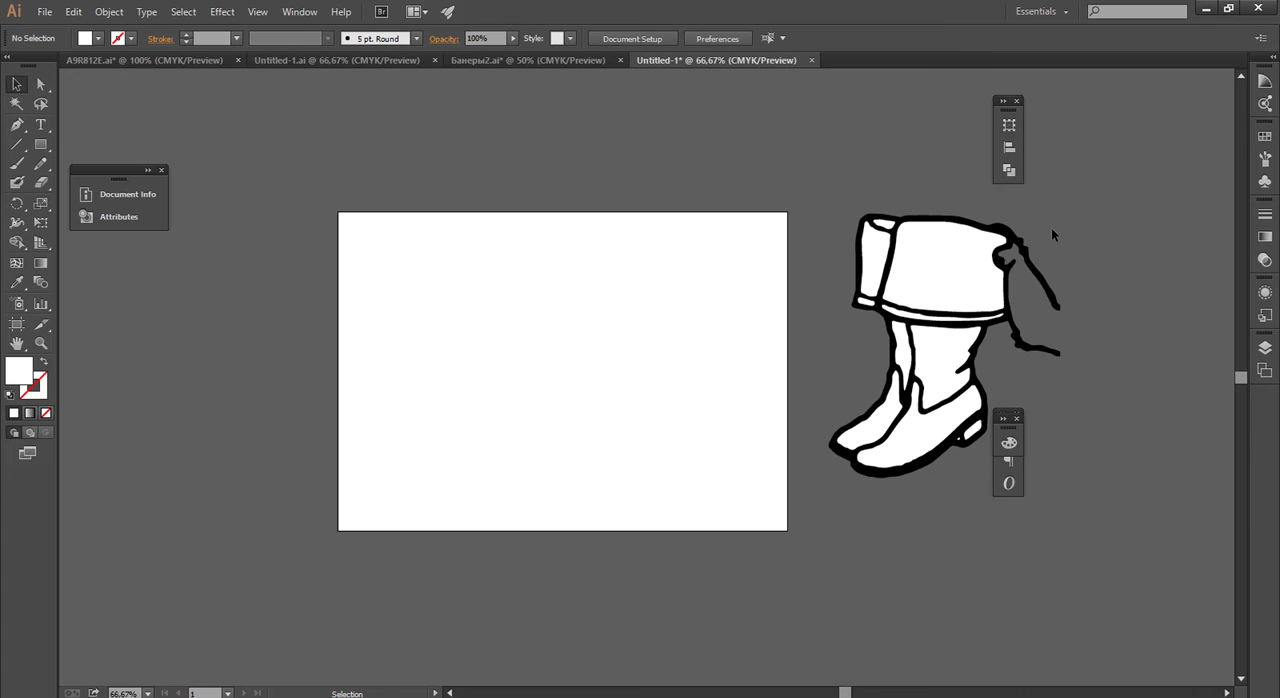 Ai File Edit Object Type Select Effect View Window Help Br Essentials
No Selection Stroke: 5 pt. Round Opacity: 100% Style: Document Setup Preferences
A9R812E.ai* @ 100% (CMYK/Preview) Untitled-1.ai @ 66,67% (CMYK/Preview) Банеры2.ai* @ 50% (CMYK/Preview) Untitled-1* @ 66,67% (CMYK/Preview)
T
Document Info
Attributes
O
66,67% 1 Selection